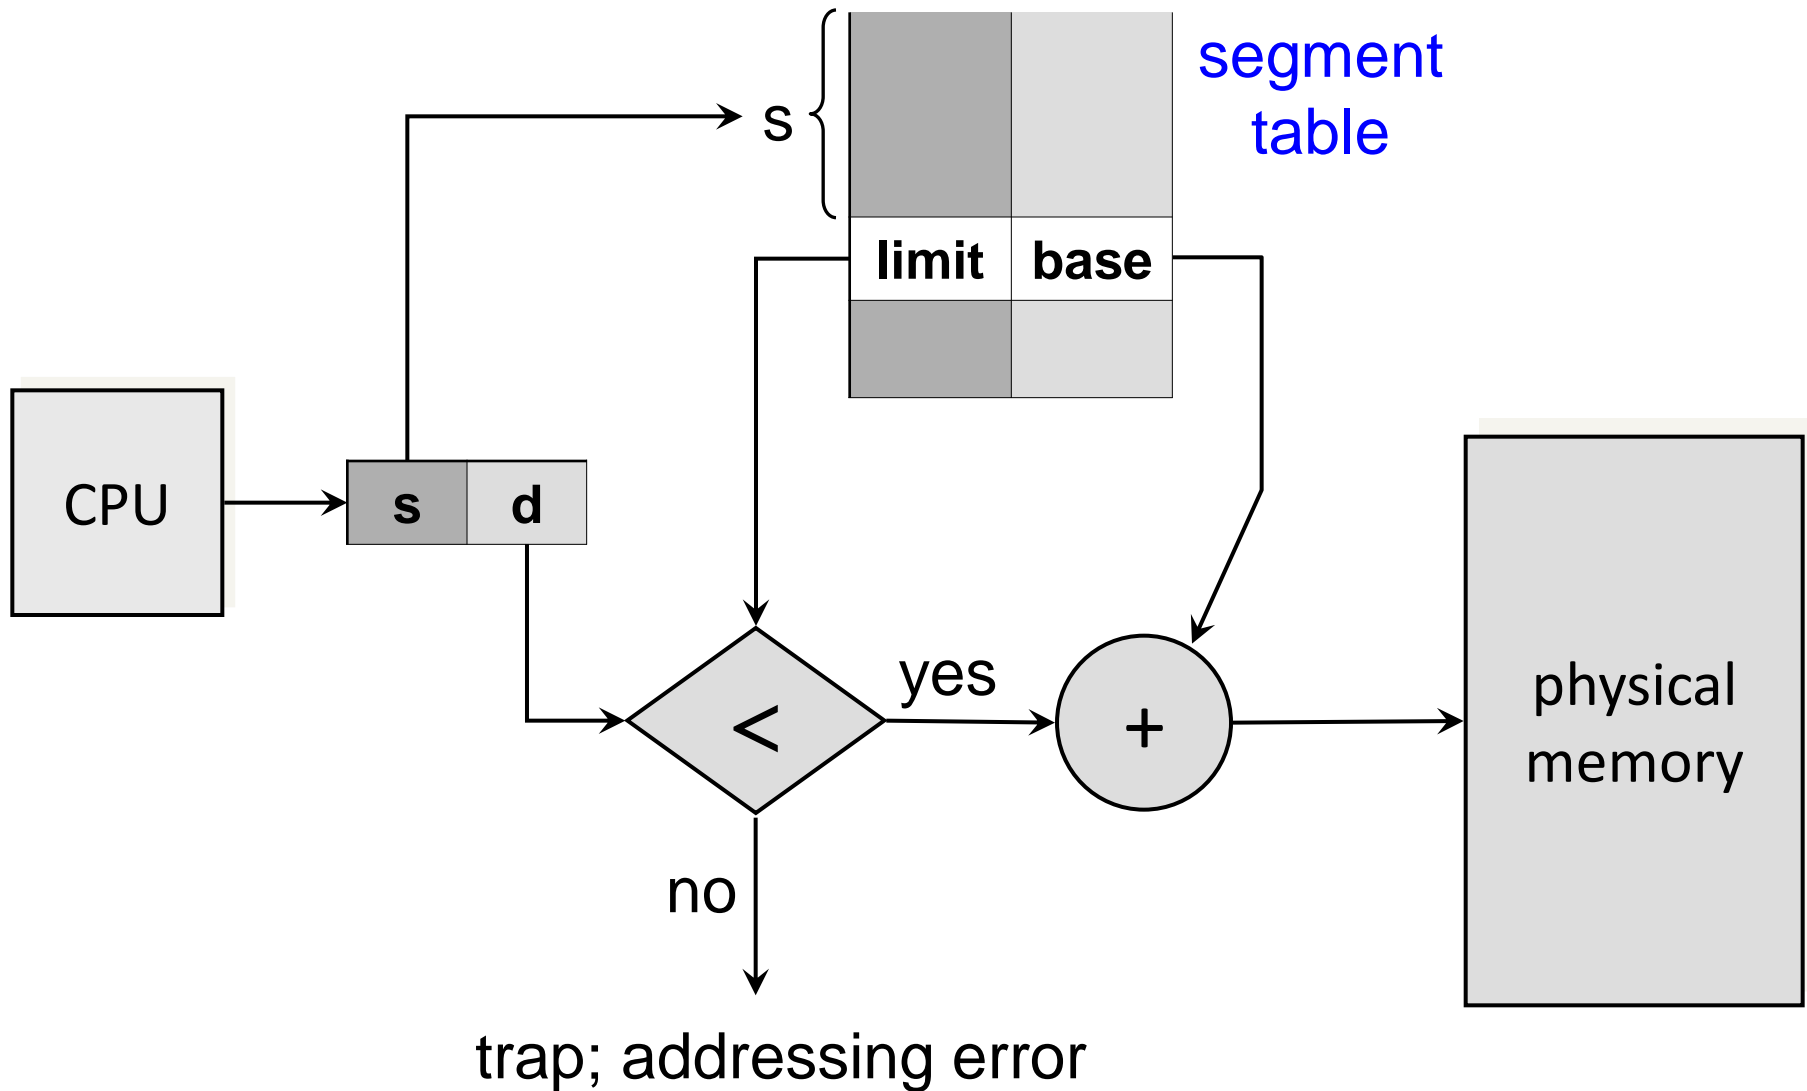 segment
table
s
limit
base
CPU
s
d
<
yes
+
physical
memory
no
trap; addressing error